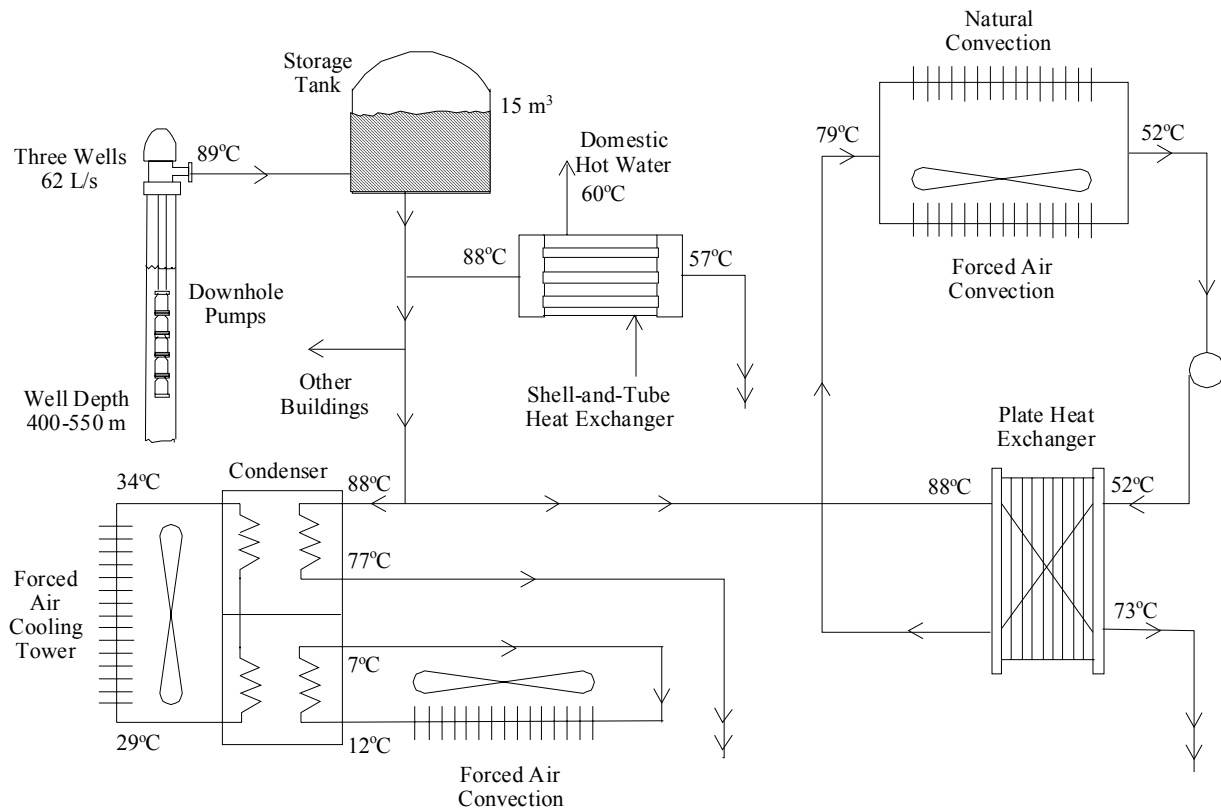 Natural
Convection
Storage
Tank
15 m³
Three Wells
62 L/s
89°C
Domestic
Hot Water
60°C
79°C
52°C
88°C
57°C
Forced Air
Convection
Downhole
Pumps
Other
Buildings
Shell-and-Tube
Heat Exchanger
Well Depth
400-550 m
Plate Heat
Exchanger
34°C
Condenser
88°C
88°C
52°C
77°C
Forced
Air
Cooling
Tower
73°C
7°C
29°C
12°C
Forced Air
Convection